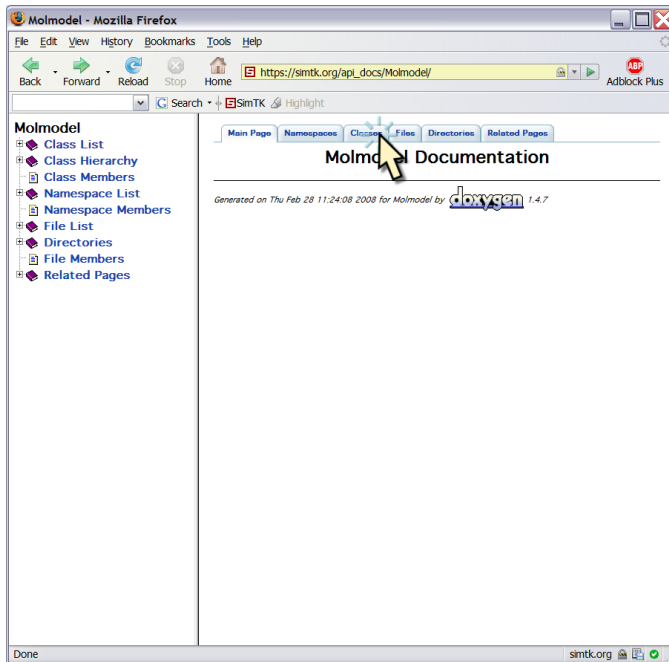 Molmodel - Mozilla Firefox
File Edit View History Bookmarks Tools Help
Back Forward Reload Stop Home https://simtk.org/api_docs/Molmodel/ ABP Adblock Plus
G Search SimTK Highlight
Molmodel
Class List
Class Hierarchy
Class Members
Namespace List
Namespace Members
File List
Directories
File Members
Related Pages
Main Page Namespaces Classes Files Directories Related Pages
Molmodel Documentation
Generated on Thu Feb 28 11:24:08 2008 for Molmodel by doxygen 1.4.7
Done simtk.org